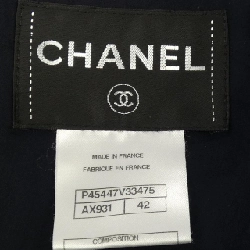 CHANEL
MADE IN FRANCE
FABRIQUE EN FRANCE
P45447V33475
AX931 42
COMPOSITION